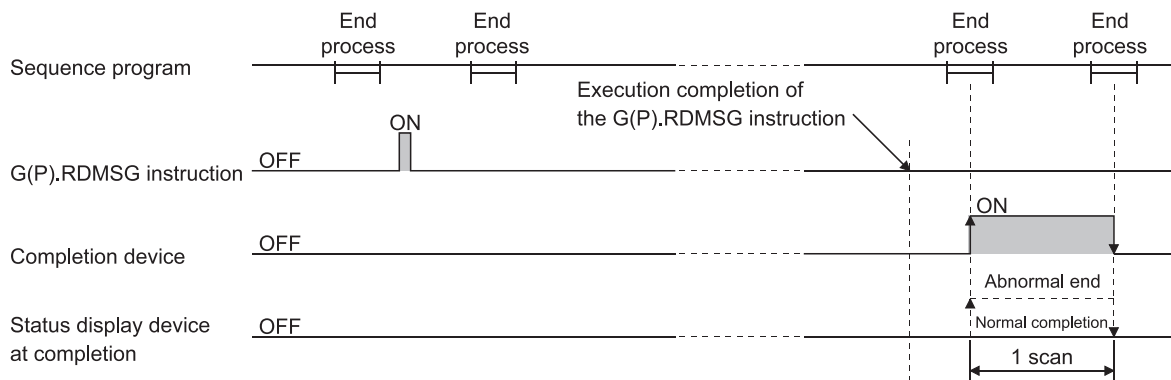 End process
End process
End process
End process
Sequence program
Execution completion of
the G(P).RDMSG instruction
ON
OFF
G(P).RDMSG instruction
ON
OFF
Completion device
Abnormal end
Status display device
at completion
OFF
Normal completion
1 scan